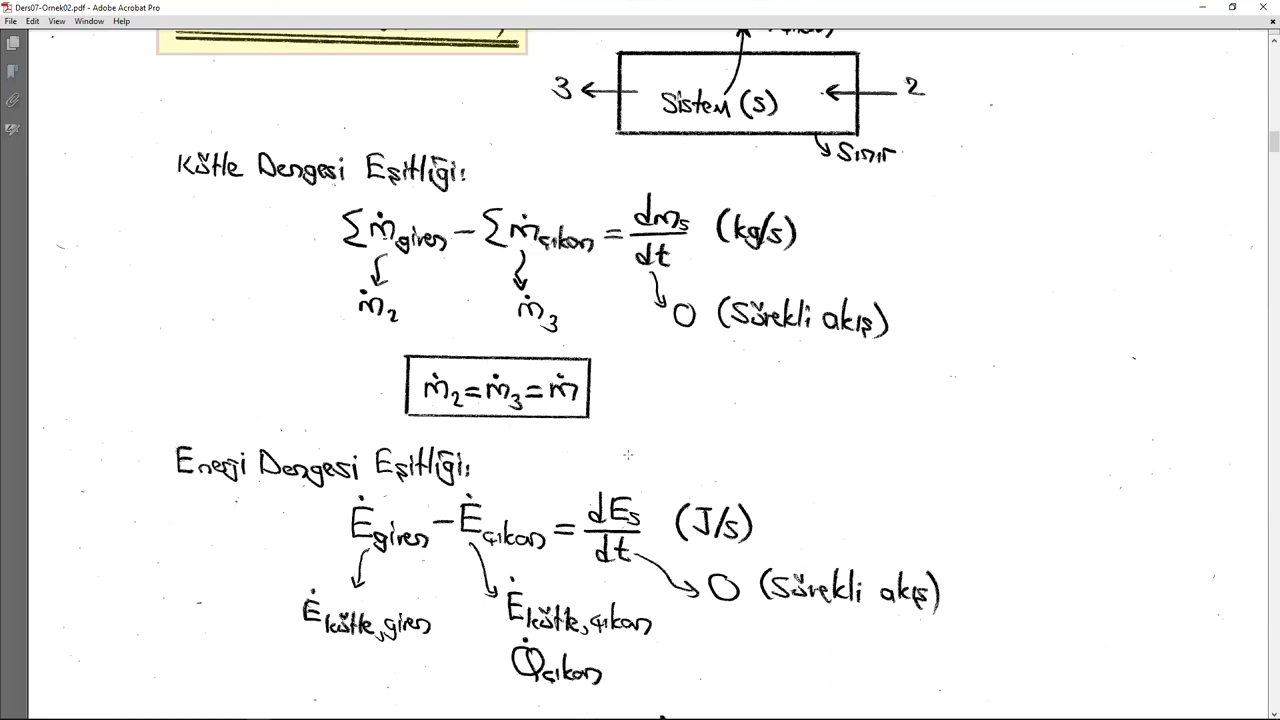 Ders07-Ornek02.pdf - Adobe Acrobat Pro
File Edit View Window Help
3 Sistem (s) 2
Sınır
Kütle Dengesi Eşitliği:
Σṁgiren − Σṁçıkan = dms/dt (kg/s)
ṁ2 ṁ3 0 (Sürekli akış)
ṁ2 = ṁ3 = ṁ
Enerji Dengesi Eşitliği:
Ėgiren − Ėçıkan = dEs/dt (J/s)
0 (Sürekli akış)
Ėkütle,giren Ėkütle,çıkan
Q̇çıkan